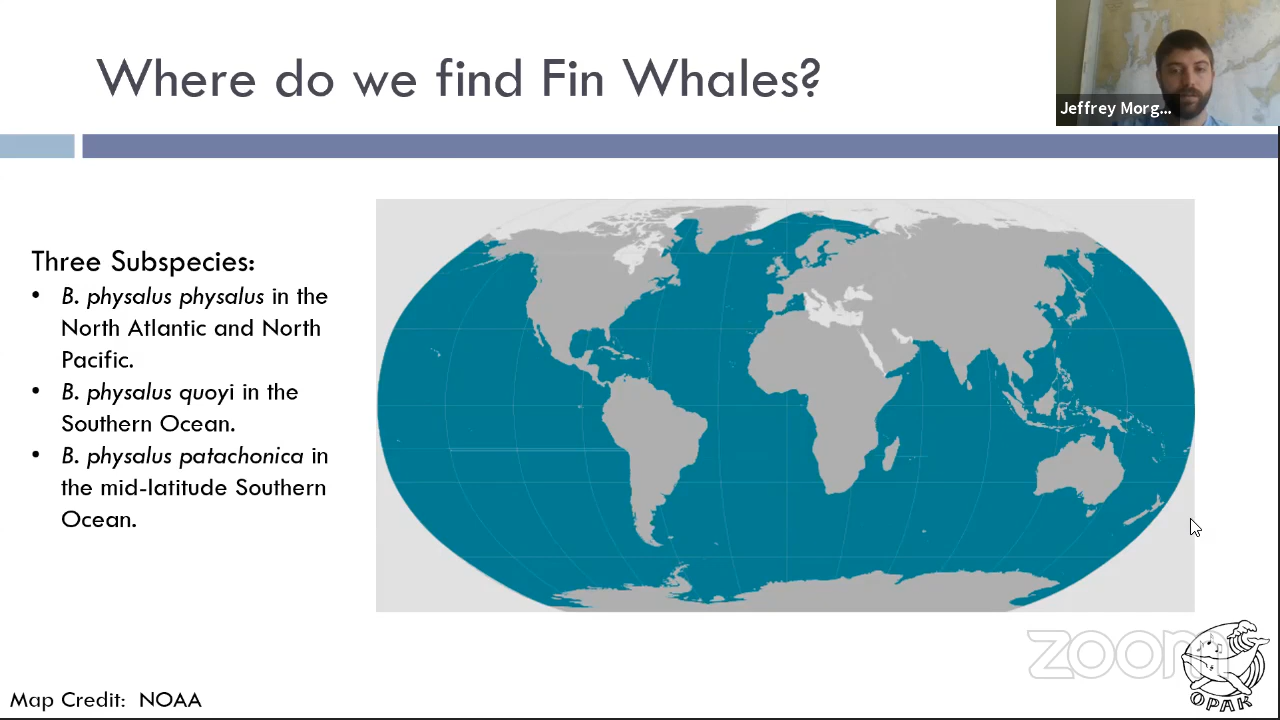 Where do we find Fin Whales?
Jeffrey Morg...
Three Subspecies:
• B. physalus physalus in the
North Atlantic and North
Pacific.
• B. physalus quoyi in the
Southern Ocean.
• B. physalus patachonica in
the mid-latitude Southern
Ocean.
zoom
OPAK
Map Credit: NOAA